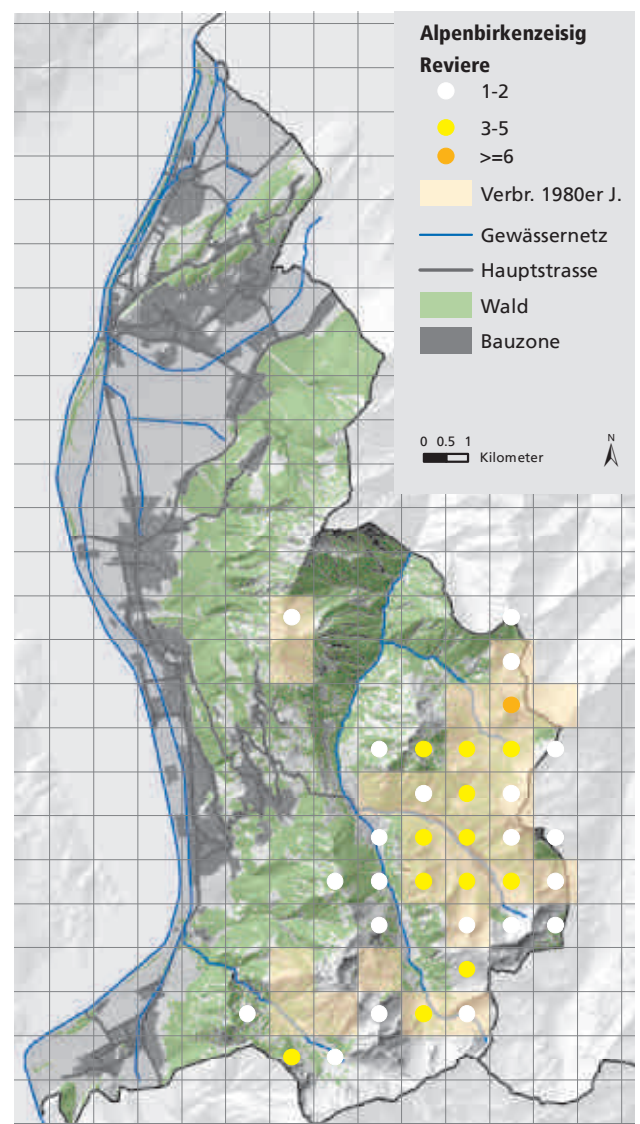 Alpenbirkenzeisig
Reviere
1-2
3-5
>=6
Verbr. 1980er J.
Gewässernetz
Hauptstrasse
Wald
Bauzone
0 0.5 1
Kilometer
N